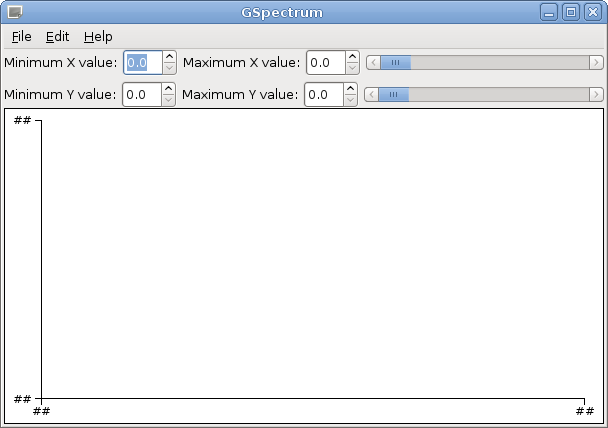 GSpectrum
File Edit Help
Minimum X value: 0.0 Maximum X value: 0.0
Minimum Y value: 0.0 Maximum Y value: 0.0
##
##
## ##